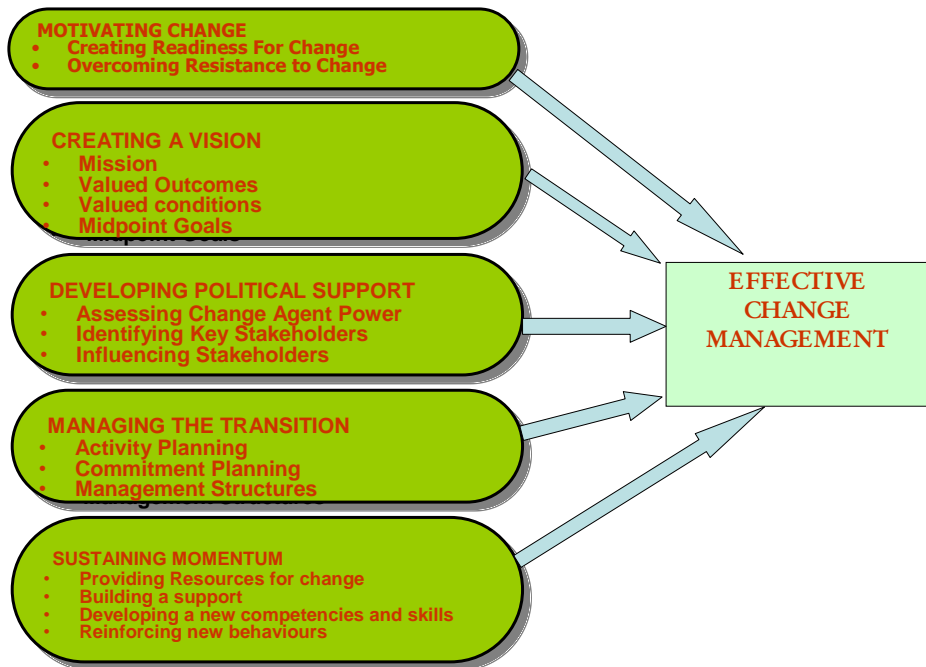 MOTIVATING CHANGE
• Creating Readiness For Change
• Overcoming Resistance to Change
CREATING A VISION
• Mission
• Valued Outcomes
• Valued conditions
• Midpoint Goals
DEVELOPING POLITICAL SUPPORT
• Assessing Change Agent Power
• Identifying Key Stakeholders
• Influencing Stakeholders
MANAGING THE TRANSITION
• Activity Planning
• Commitment Planning
• Management Structures
SUSTAINING MOMENTUM
• Providing Resources for change
• Building a support
• Developing a new competencies and skills
• Reinforcing new behaviours
EFFECTIVE
CHANGE
MANAGEMENT